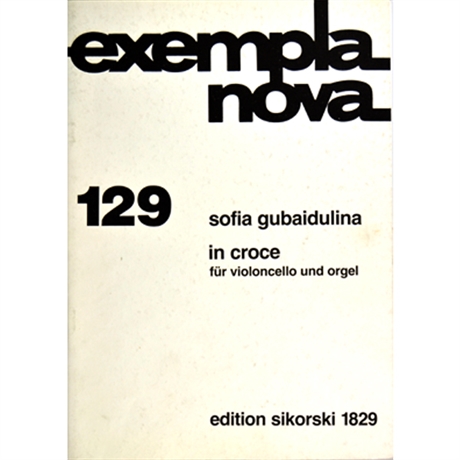 exempla
nova
129
sofia gubaidulina
in croce
für violoncello und orgel
edition sikorski 1829